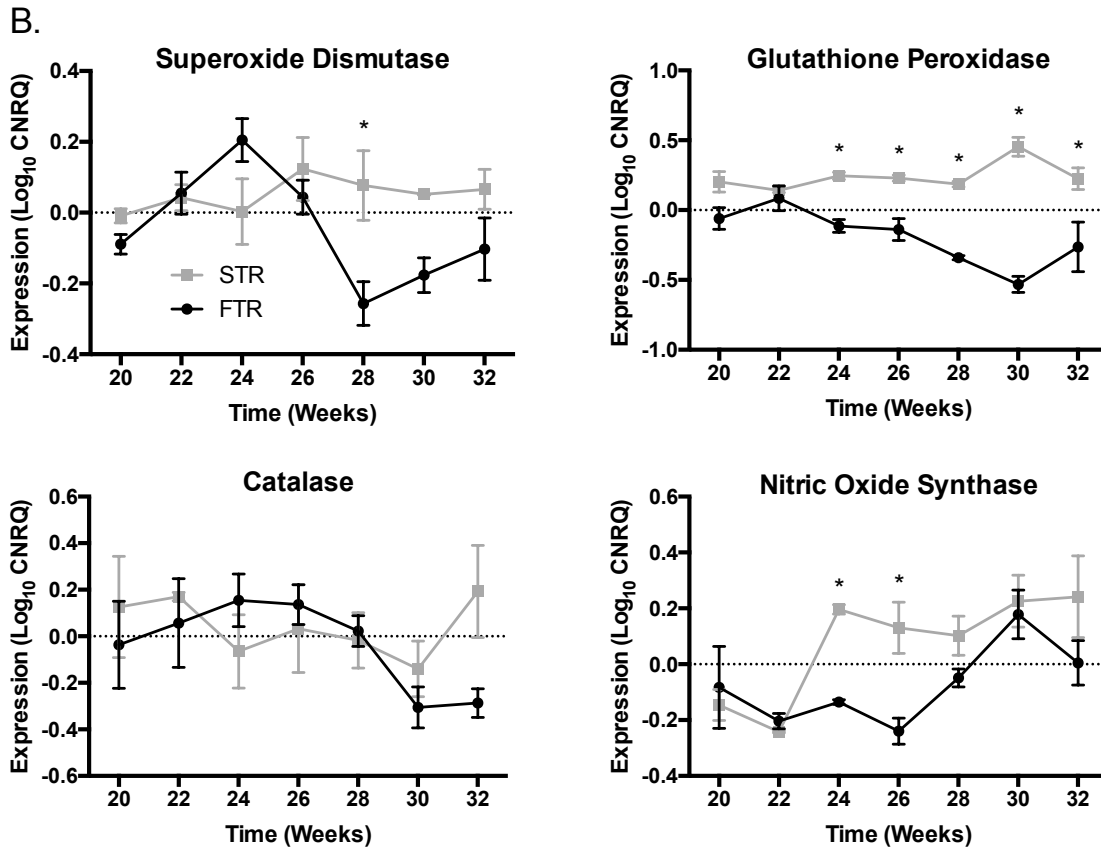 B.
Superoxide Dismutase
Expression (Log10 CNRQ)
0.4
0.2
0.0
-0.2
-0.4
*
STR
FTR
20 22 24 26 28 30 32
Time (Weeks)
Glutathione Peroxidase
Expression (Log10 CNRQ)
1.0
0.5
0.0
-0.5
-1.0
* * * * *
20 22 24 26 28 30 32
Time (Weeks)
Catalase
Expression (Log10 CNRQ)
0.6
0.4
0.2
0.0
-0.2
-0.4
-0.6
20 22 24 26 28 30 32
Time (Weeks)
Nitric Oxide Synthase
Expression (Log10 CNRQ)
0.6
0.4
0.2
0.0
-0.2
-0.4
* *
20 22 24 26 28 30 32
Time (Weeks)